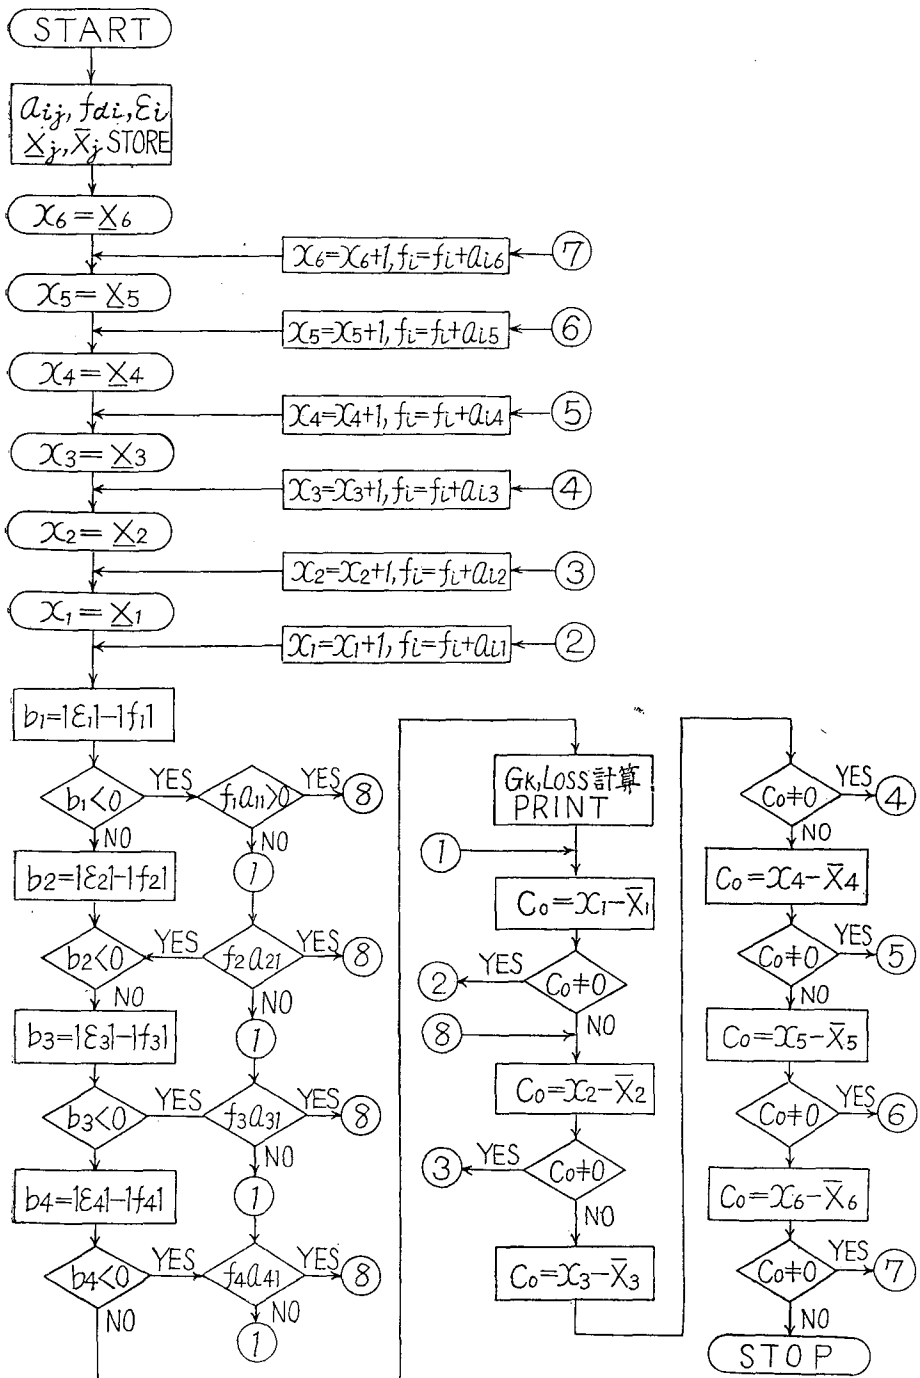 START
aij, fdi, εi
X̲j, X̄j STORE
x6 = X̲6
x6=x6+1, fi=fi+ai6
⑦
x5 = X̲5
x5=x5+1, fi=fi+ai5
⑥
x4 = X̲4
x4=x4+1, fi=fi+ai4
⑤
x3 = X̲3
x3=x3+1, fi=fi+ai3
④
x2 = X̲2
x2=x2+1, fi=fi+ai2
③
x1 = X̲1
x1=x1+1, fi=fi+ai1
②
b1=|ε1|-|f1|
b1<0
YES
f1a11>0
YES
⑧
NO
NO
①
b2=|ε2|-|f2|
b2<0
YES
f2a21
YES
⑧
NO
NO
①
b3=|ε3|-|f3|
b3<0
YES
f3a31
YES
⑧
NO
①
b4=|ε4|-|f4|
b4<0
YES
f4a41
YES
⑧
NO
NO
①
Gk, Loss 計算
PRINT
①
C0=x1-X̄1
C0≠0
YES
②
NO
⑧
C0=x2-X̄2
C0≠0
YES
③
NO
C0=x3-X̄3
C0≠0
YES
④
NO
C0=x4-X̄4
C0≠0
YES
⑤
NO
C0=x5-X̄5
C0≠0
YES
⑥
C0=x6-X̄6
C0≠0
YES
⑦
NO
STOP